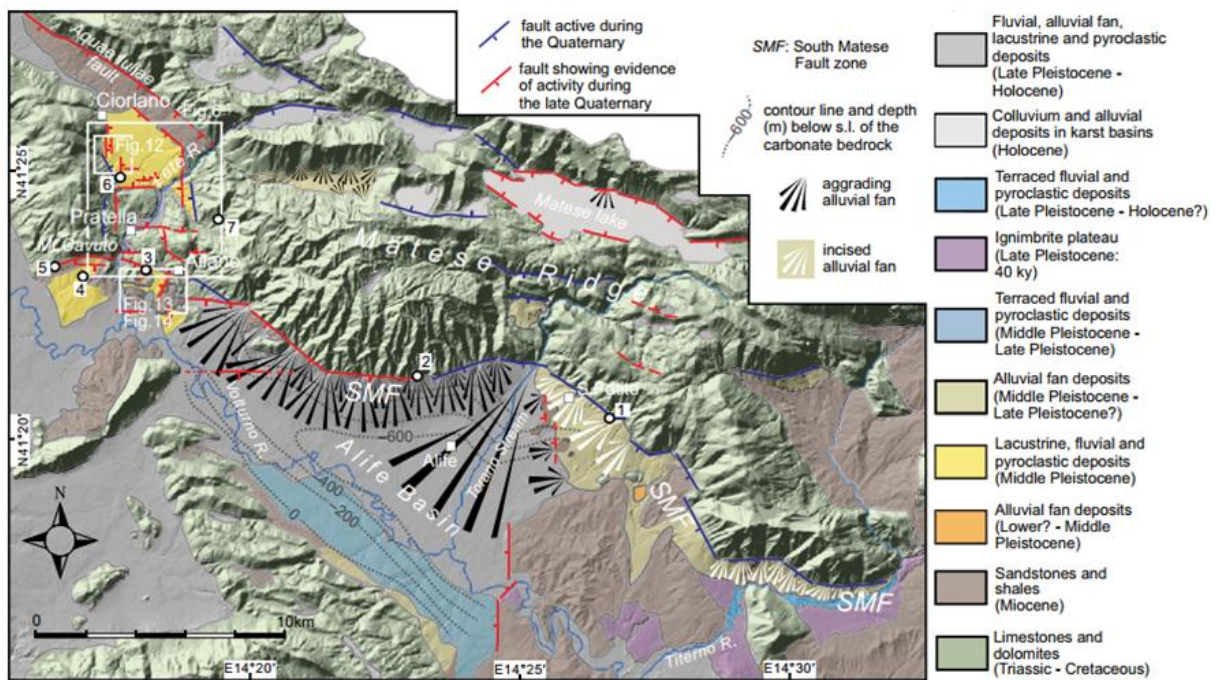 fault active during
the Quaternary
fault showing evidence
of activity during
the late Quaternary
SMF: South Matese
Fault zone
-600-
contour line and depth
(m) below s.l. of the
carbonate bedrock
aggrading
alluvial fan
incised
alluvial fan
Fluvial, alluvial fan,
lacustrine and pyroclastic
deposits
(Late Pleistocene -
Holocene)
Colluvium and alluvial
deposits in karst basins
(Holocene)
Terraced fluvial and
pyroclastic deposits
(Late Pleistocene - Holocene?)
Ignimbrite plateau
(Late Pleistocene:
40 ky)
Terraced fluvial and
pyroclastic deposits
(Middle Pleistocene -
Late Pleistocene)
Alluvial fan deposits
(Middle Pleistocene -
Late Pleistocene?)
Lacustrine, fluvial and
pyroclastic deposits
(Middle Pleistocene)
Alluvial fan deposits
(Lower? - Middle
Pleistocene)
Sandstones and
shales
(Miocene)
Limestones and
dolomites
(Triassic - Cretaceous)
fault
Ciorlano
Fig.12
N41°25'
6
Pratella
7
5
3
4
Fig.13
Matese lake
Matese Ridge
2
SMF
1
Volturno R.
-600
Alife
N41°20'
Alife Basin
-400
-200
0
SMF
SMF
N
0
10km
Titerno R.
E14°20'
E14°25'
E14°30'